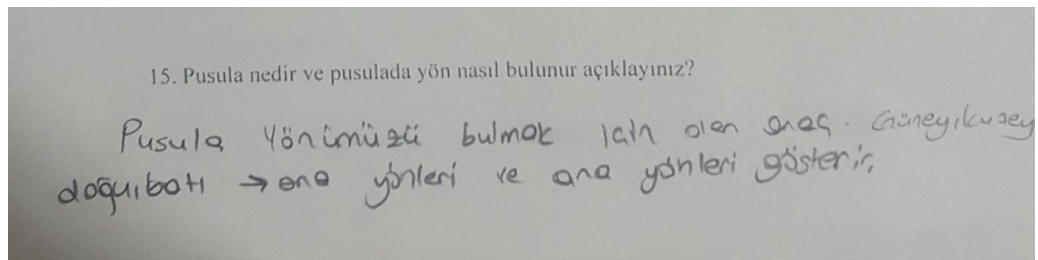 15. Pusula nedir ve pusulada yön nasıl bulunur açıklayınız?
Pusula Yönümüzü bulmak için olan araç. Güney,kuzey
doğu,batı → ana yönleri ve ana yönleri gösterir.